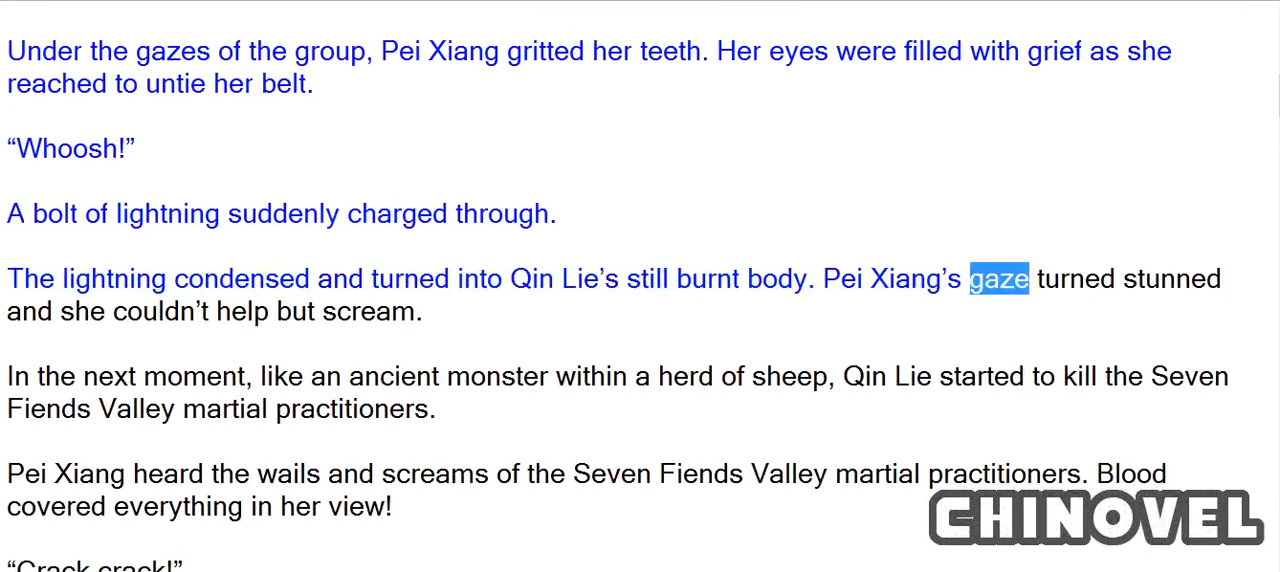 Under the gazes of the group, Pei Xiang gritted her teeth. Her eyes were filled with grief as she
reached to untie her belt.
“Whoosh!”
A bolt of lightning suddenly charged through.
The lightning condensed and turned into Qin Lie’s still burnt body. Pei Xiang’s gaze turned stunned
and she couldn’t help but scream.
In the next moment, like an ancient monster within a herd of sheep, Qin Lie started to kill the Seven
Fiends Valley martial practitioners.
Pei Xiang heard the wails and screams of the Seven Fiends Valley martial practitioners. Blood
covered everything in her view!
CHINOVEL
“Crack crack!”